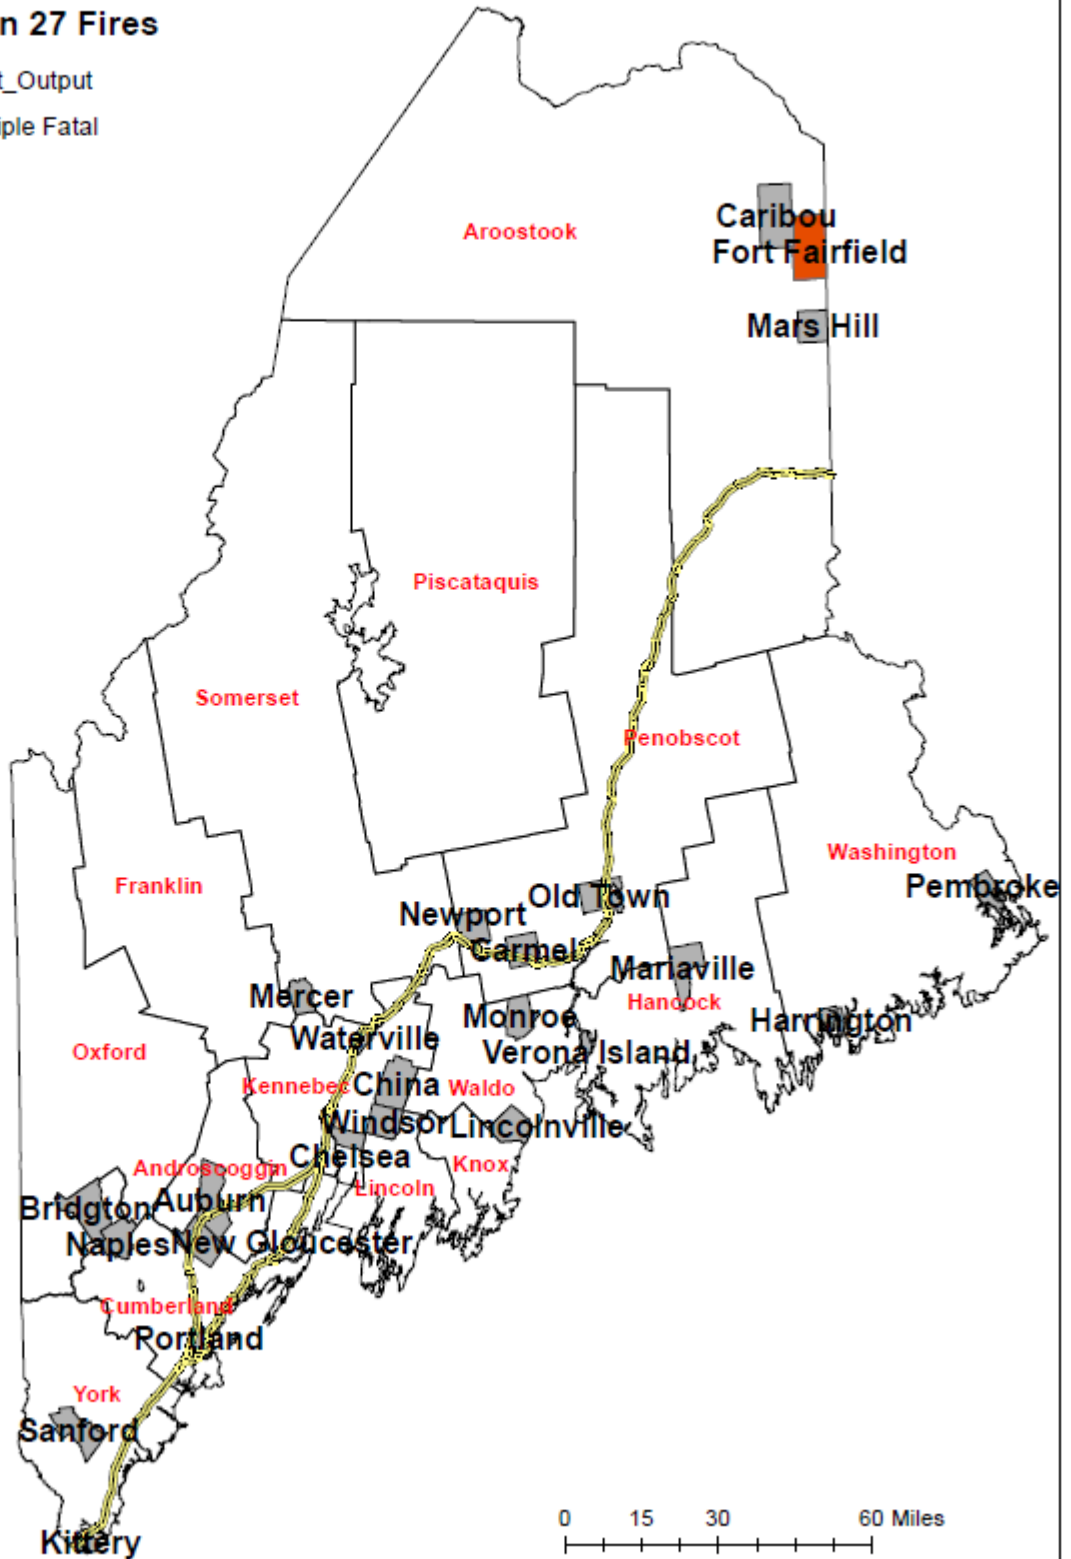 n 27 Fires
t_Output
iple Fatal
Aroostook
Caribou
Fort Fairfield
Mars Hill
Piscataquis
Somerset
Penobscot
Washington
Franklin
Pembroke
Old Town
Newport
Carmel
Mariaville
Hancock
Mercer
Monroe
Harrington
Waterville
Verona Island
Oxford
Kennebec
China
Waldo
Windsor
Lincolnville
Chelsea
Knox
Androscoggin
Lincoln
Auburn
Bridgton
Naples
New Gloucester
Cumberland
Portland
York
Sanford
Kittery
0 15 30 60 Miles